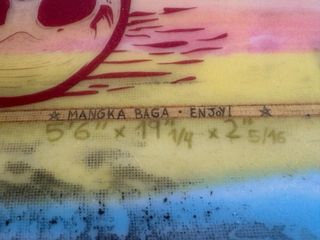 ★ MANGKA BAGA · ENJOY! ★
5'6" x 19" 1/4 x 2" 5/16